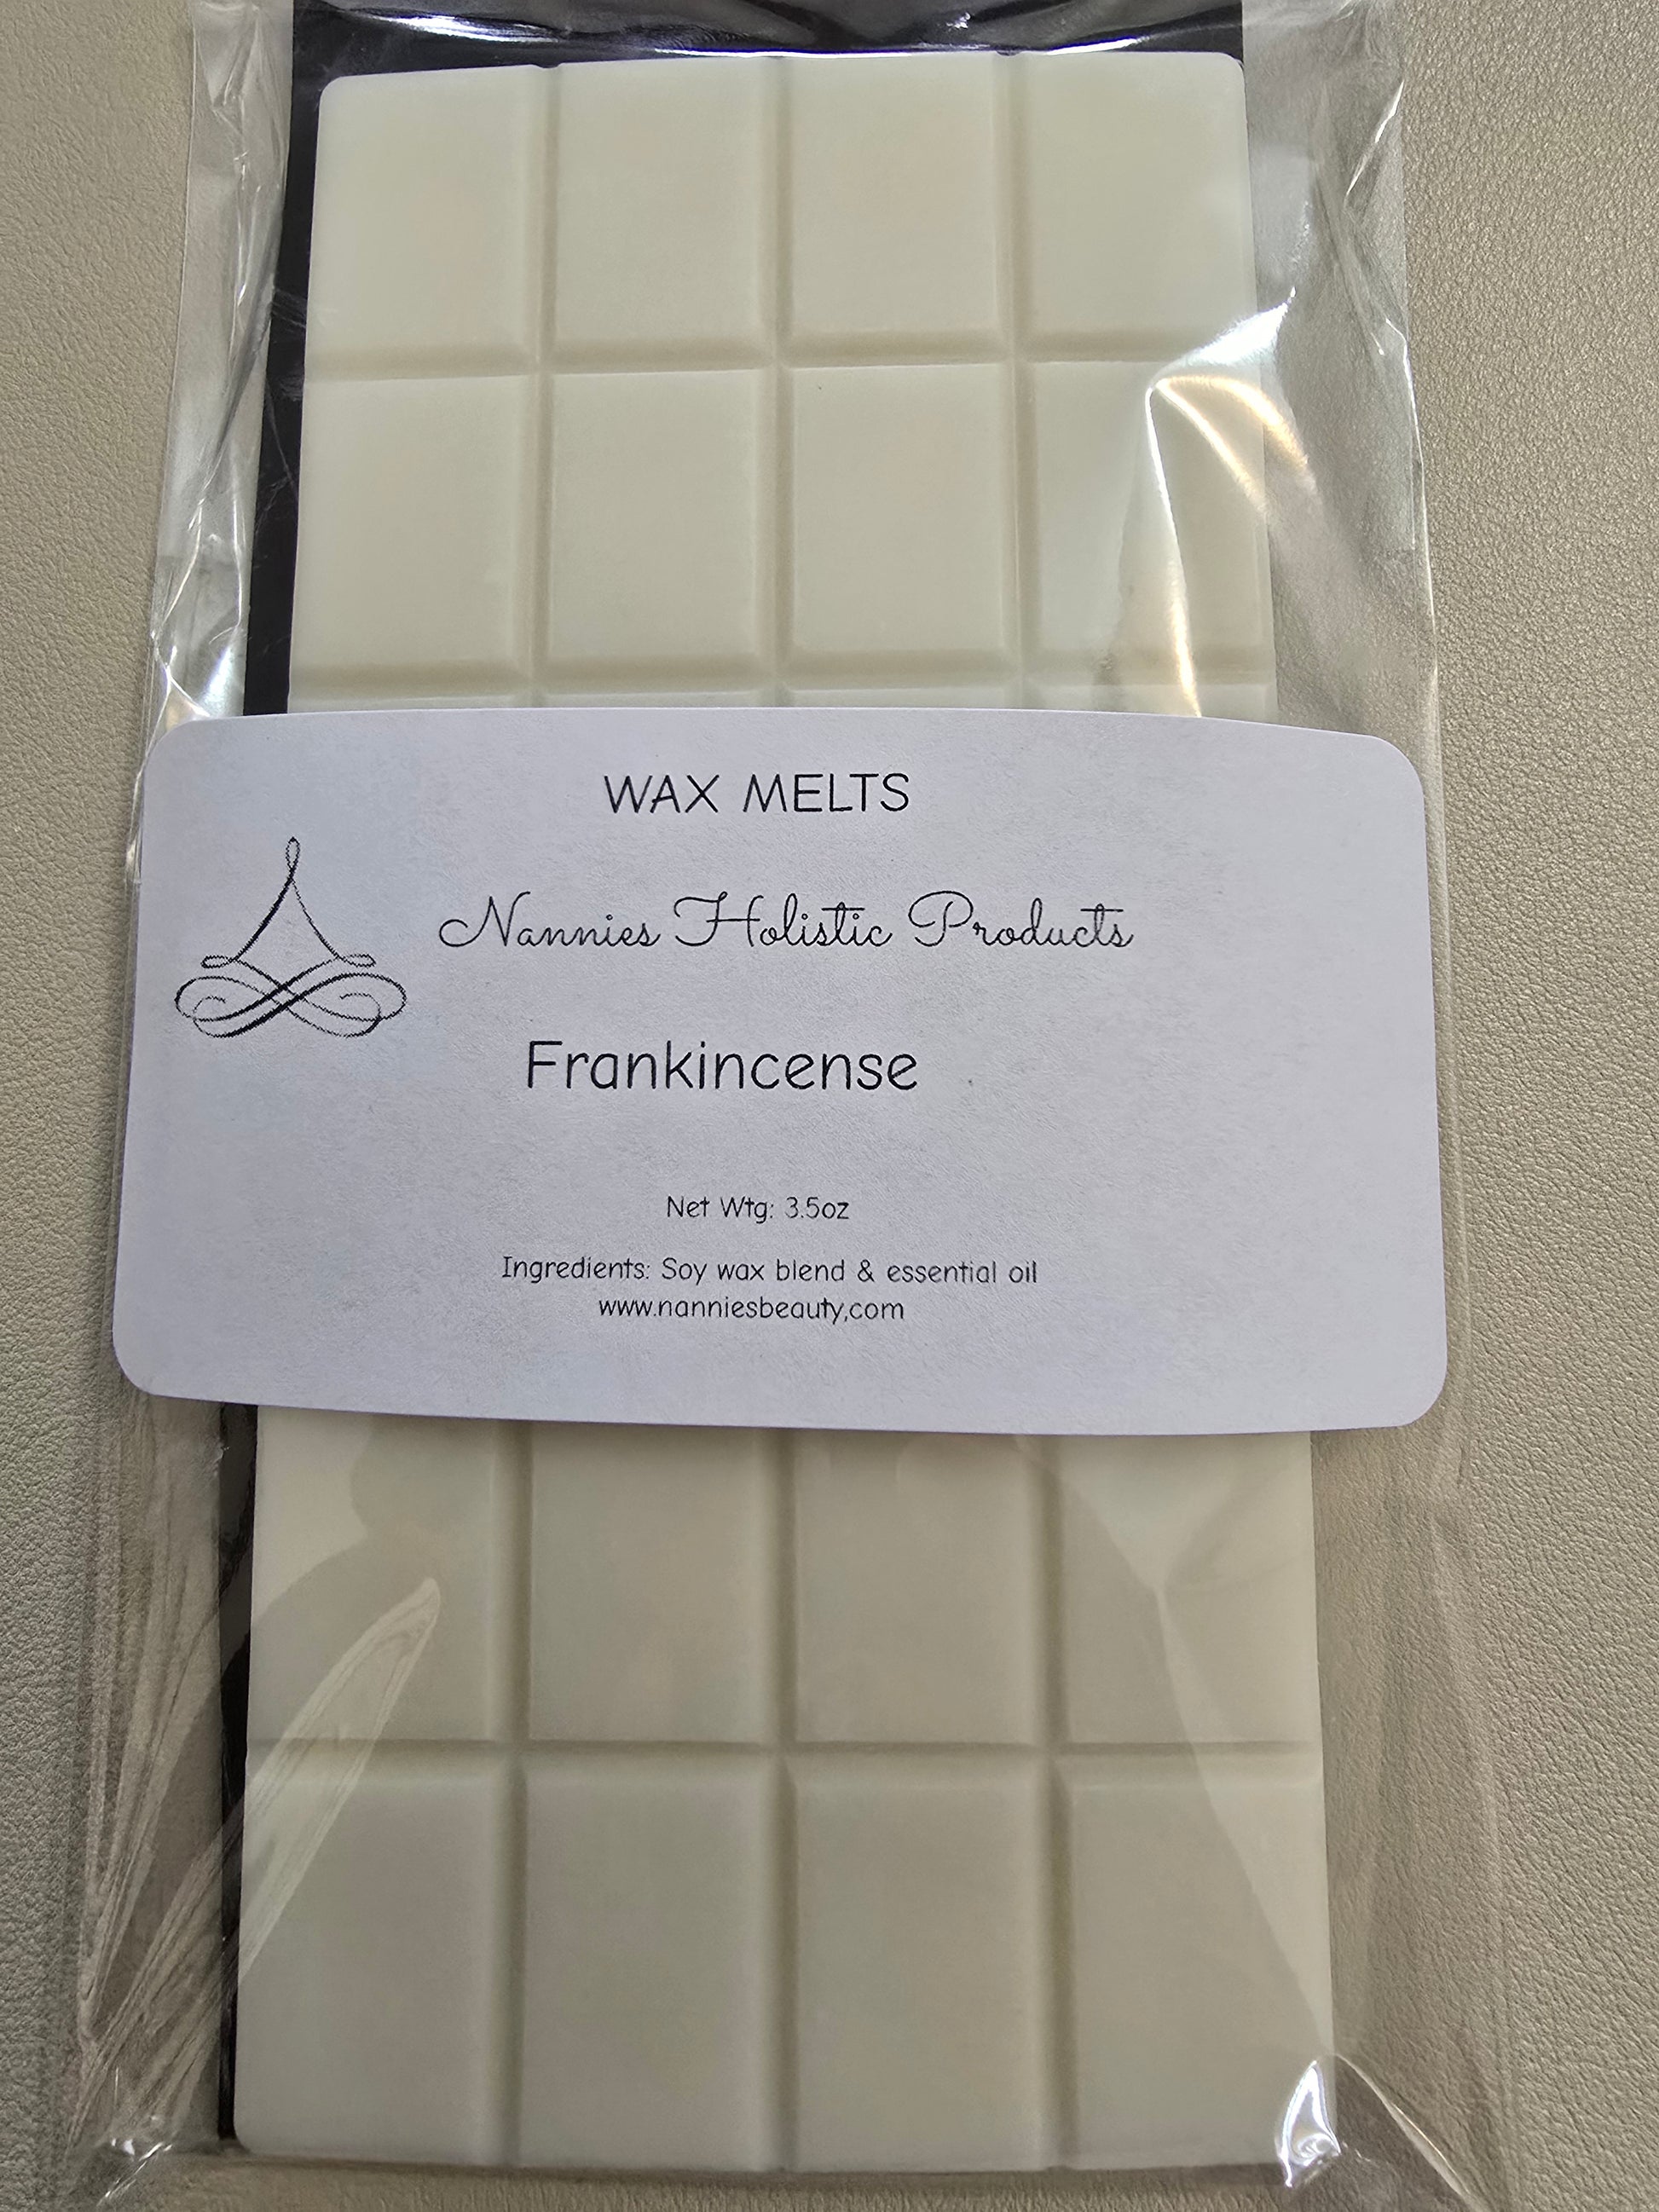 WAX MELTS
Nannies Holistic Products
Frankincense
Net Wtg: 3.5oz
Ingredients: Soy wax blend & essential oil
www.nanniesbeauty,com